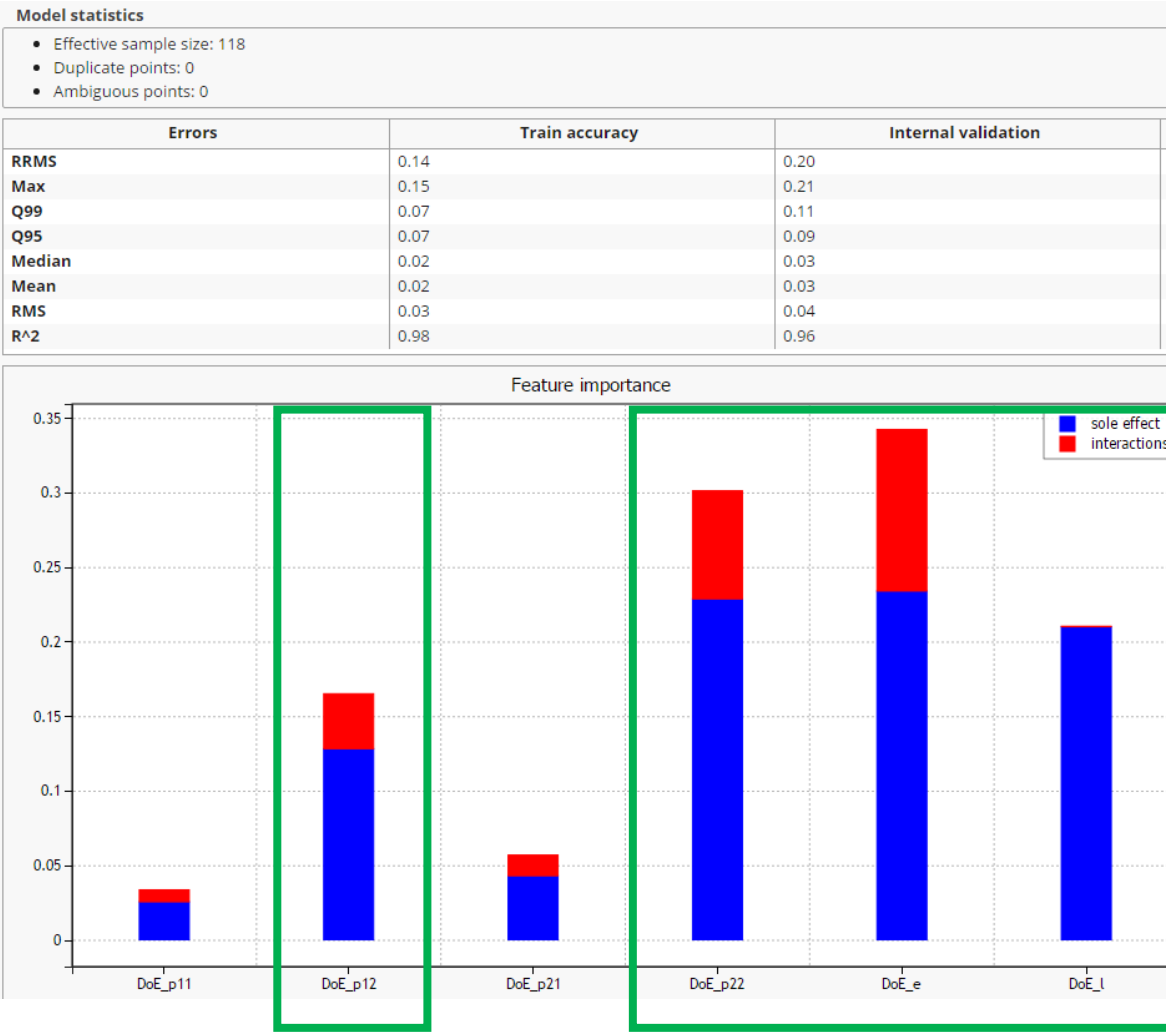 Model statistics
• Effective sample size: 118
• Duplicate points: 0
• Ambiguous points: 0
Errors Train accuracy Internal validation
RRMS 0.14 0.20
Max 0.15 0.21
Q99 0.07 0.11
Q95 0.07 0.09
Median 0.02 0.03
Mean 0.02 0.03
RMS 0.03 0.04
R^2 0.98 0.96
Feature importance
sole effect
interactions
0.35
0.3
0.25
0.2
0.15
0.1
0.05
0
DoE_p11 DoE_p12 DoE_p21 DoE_p22 DoE_e DoE_l